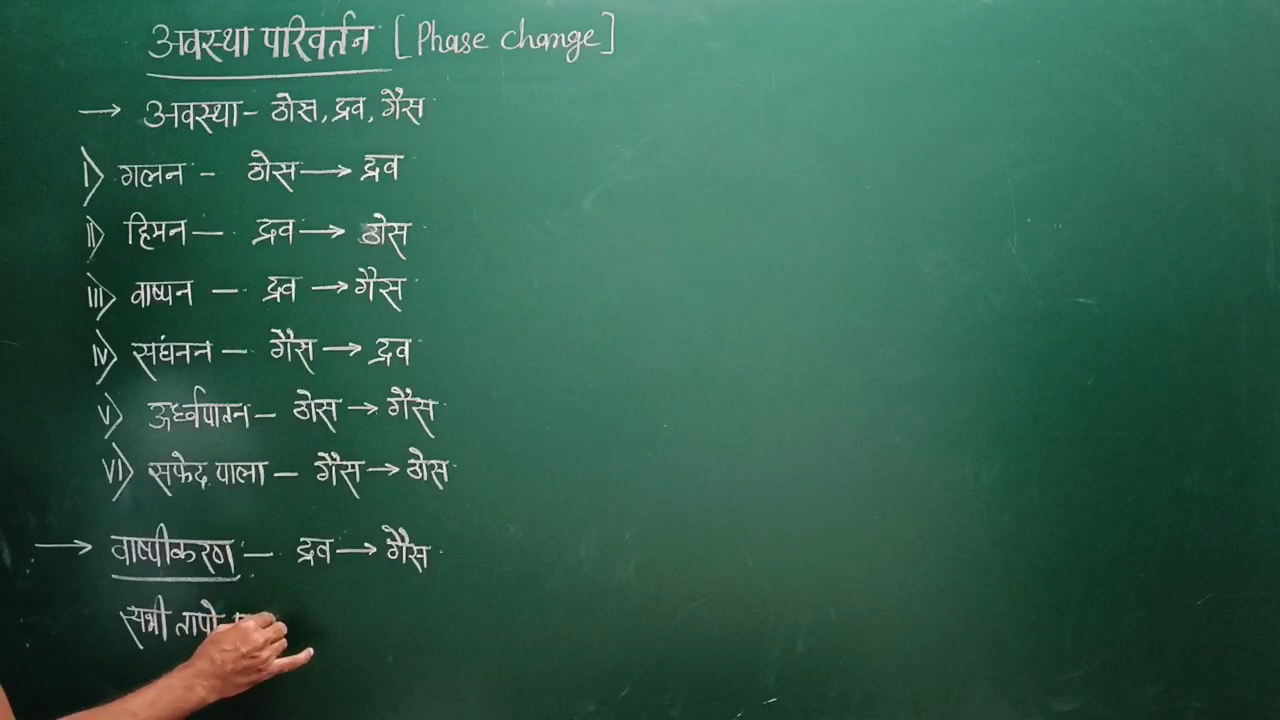 अवस्था परिवर्तन [Phase change]
→ अवस्था - ठोस, द्रव, गैस
i) गलन - ठोस → द्रव
ii) हिमन — द्रव → ठोस
iii) वाष्पन — द्रव → गैस
iv) संघनन — गैस → द्रव
v) उर्ध्वपातन — ठोस → गैस
vi) सफेद पाला — गैस → ठोस
→ वाष्पीकरण — द्रव → गैस
सभी तापो